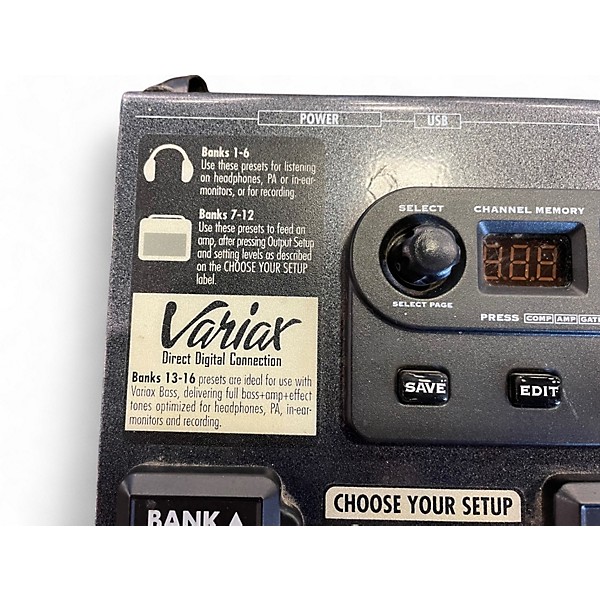 POWER
USB
Banks 1-6
Use these presets for listening
on headphones, PA or in-ear-
monitors, or for recording.
Banks 7-12
Use these presets to feed an
amp, after pressing Output Setup
and setting levels as described
on the CHOOSE YOUR SETUP
label.
Variax
Direct Digital Connection
Banks 13-16 presets are ideal for use with
Variax Bass, delivering full bass+amp+effect
tones optimized for headphones, PA, in-ear-
monitors and recording.
SELECT
CHANNEL MEMORY
SELECT PAGE
PRESS COMP AMP GATE
SAVE
EDIT
BANK
CHOOSE YOUR SETUP